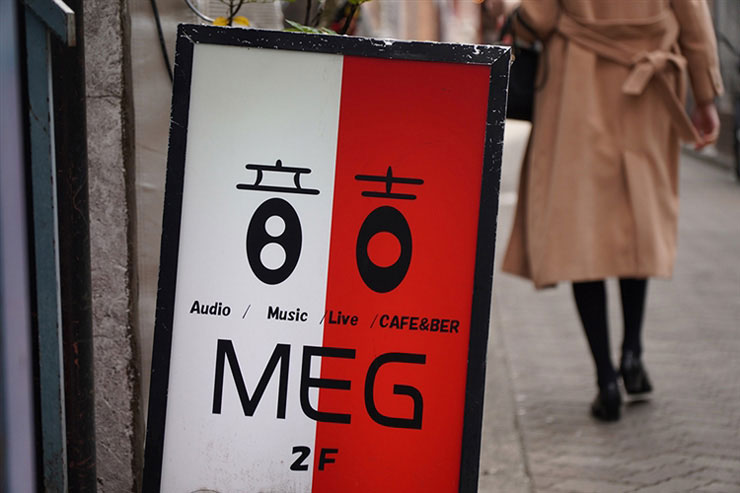 音吉
Audio / Music / Live / CAFE&BER
MEG
2F